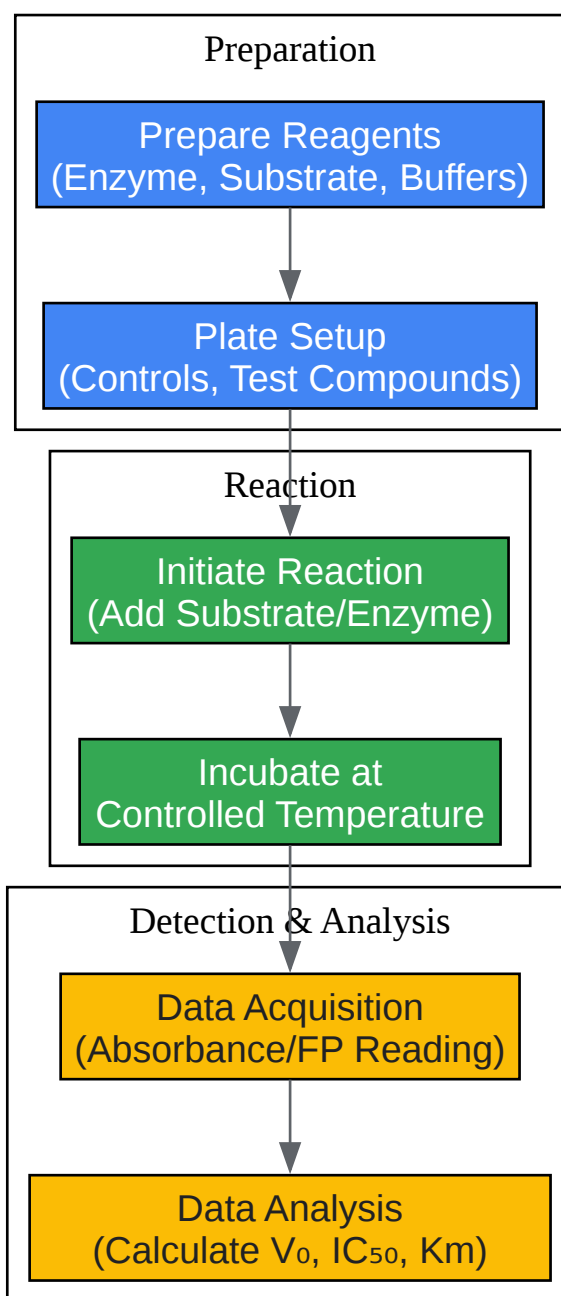 Preparation
Prepare Reagents
(Enzyme, Substrate, Buffers)
Plate Setup
(Controls, Test Compounds)
Reaction
Initiate Reaction
(Add Substrate/Enzyme)
Incubate at
Controlled Temperature
Detection & Analysis
Data Acquisition
(Absorbance/FP Reading)
Data Analysis
(Calculate V₀, IC₅₀, Km)